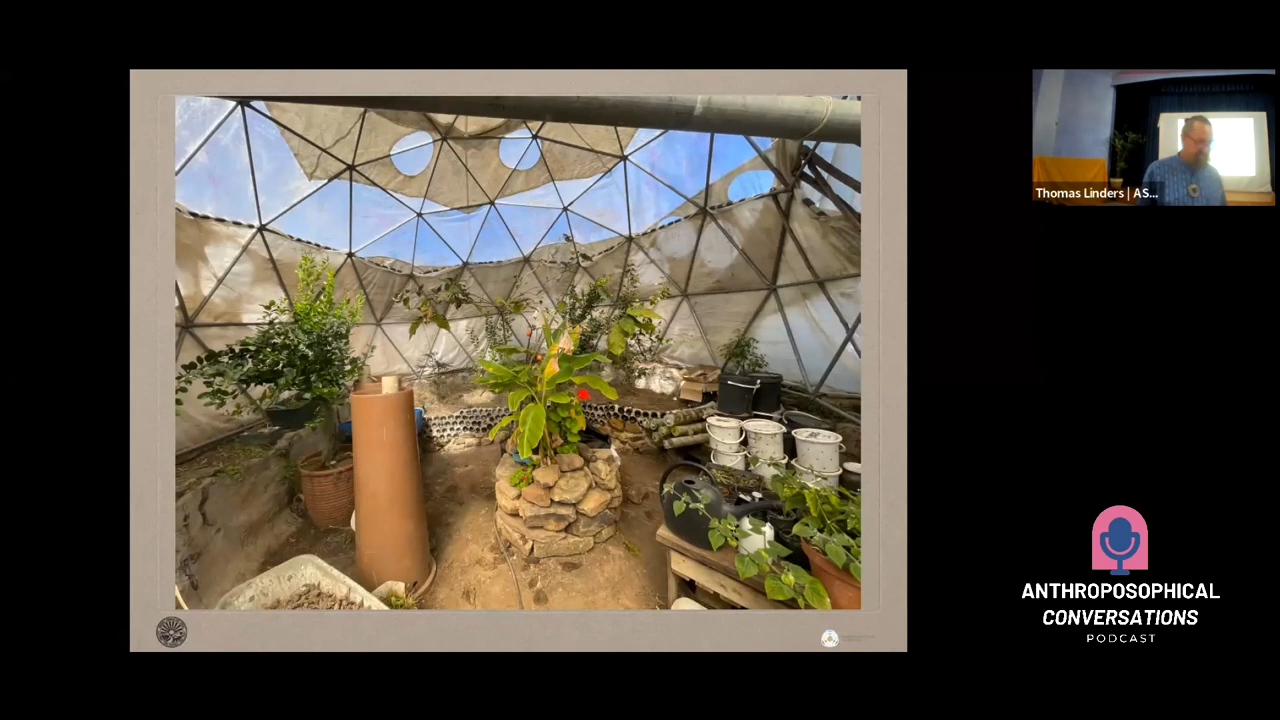 Thomas Linders | AS...
ANTHROPOSOPHICAL
CONVERSATIONS
PODCAST